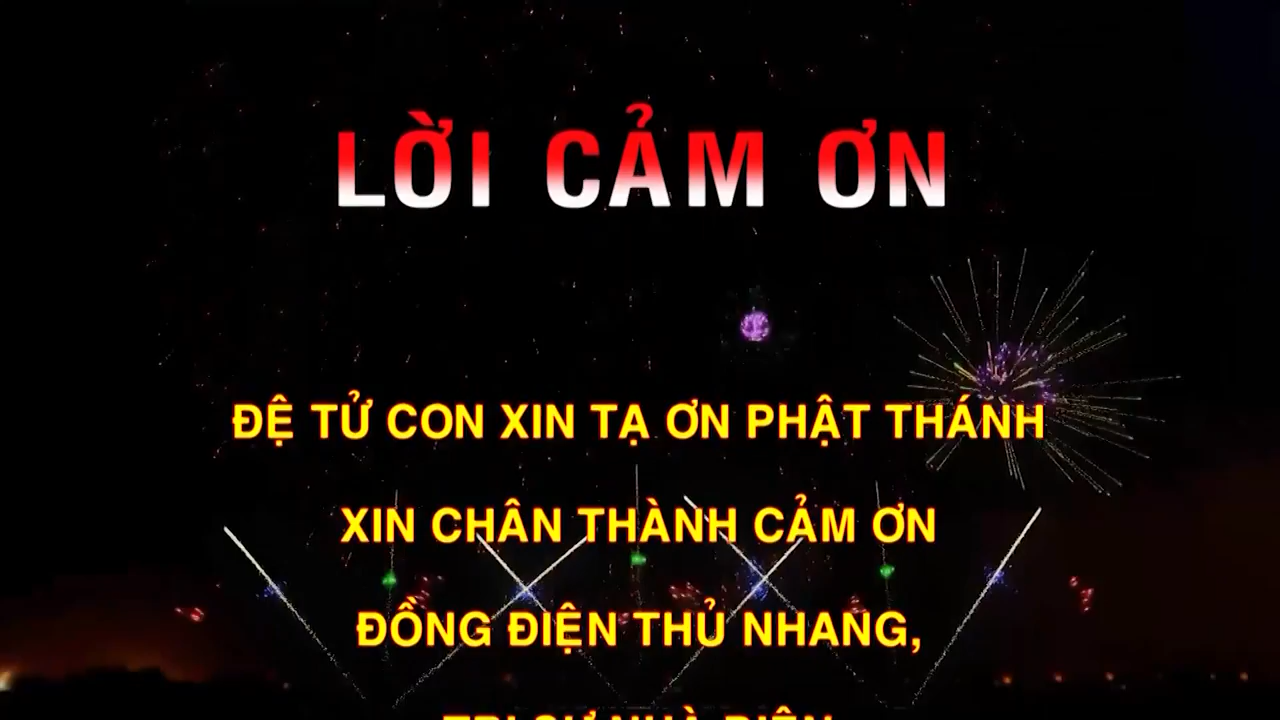 LỜI CẢM ƠN
ĐỆ TỬ CON XIN TẠ ƠN PHẬT THÁNH
XIN CHÂN THÀNH CẢM ƠN
ĐỒNG ĐIỆN THỦ NHANG,